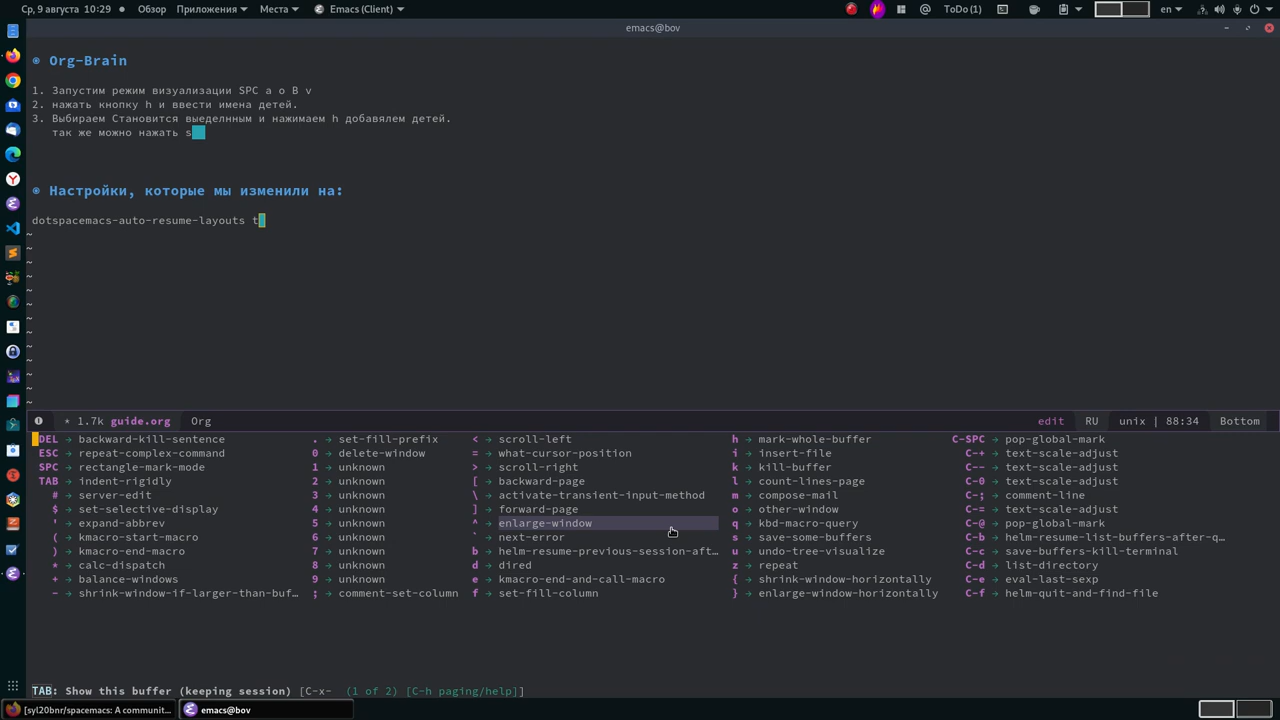 Ср, 9 августа 10:29 Обзор Приложения Места Emacs (Client) ToDo (1) en
emacs@bov
Org-Brain
1. Запустим режим визуализации SPC a o B v
2. нажать кнопку h и ввести имена детей.
3. Выбираем Становится выеделнным и нажимаем h добавялем детей.
так же можно нажать s
Настройки, которые мы изменили на:
dotspacemacs-auto-resume-layouts t
~
~
~
~
~
~
~
~
~
~
~
~
~
* 1.7k guide.org Org edit RU unix | 88:34 Bottom
DEL → backward-kill-sentence . → set-fill-prefix < → scroll-left h → mark-whole-buffer C-SPC → pop-global-mark
ESC → repeat-complex-command 0 → delete-window = → what-cursor-position i → insert-file C-+ → text-scale-adjust
SPC → rectangle-mark-mode 1 → unknown > → scroll-right k → kill-buffer C-- → text-scale-adjust
TAB → indent-rigidly 2 → unknown [ → backward-page l → count-lines-page C-0 → text-scale-adjust
# → server-edit 3 → unknown \ → activate-transient-input-method m → compose-mail C-; → comment-line
$ → set-selective-display 4 → unknown ] → forward-page o → other-window C-= → text-scale-adjust
' → expand-abbrev 5 → unknown ^ → enlarge-window q → kbd-macro-query C-@ → pop-global-mark
( → kmacro-start-macro 6 → unknown ` → next-error s → save-some-buffers C-b → helm-resume-list-buffers-after-q…
) → kmacro-end-macro 7 → unknown b → helm-resume-previous-session-aft… u → undo-tree-visualize C-c → save-buffers-kill-terminal
* → calc-dispatch 8 → unknown d → dired z → repeat C-d → list-directory
+ → balance-windows 9 → unknown e → kmacro-end-and-call-macro { → shrink-window-horizontally C-e → eval-last-sexp
- → shrink-window-if-larger-than-buf… ; → comment-set-column f → set-fill-column } → enlarge-window-horizontally C-f → helm-quit-and-find-file
TAB: Show this buffer (keeping session) [C-x- (1 of 2) [C-h paging/help]]
[syl20bnr/spacemacs: A communit... emacs@bov